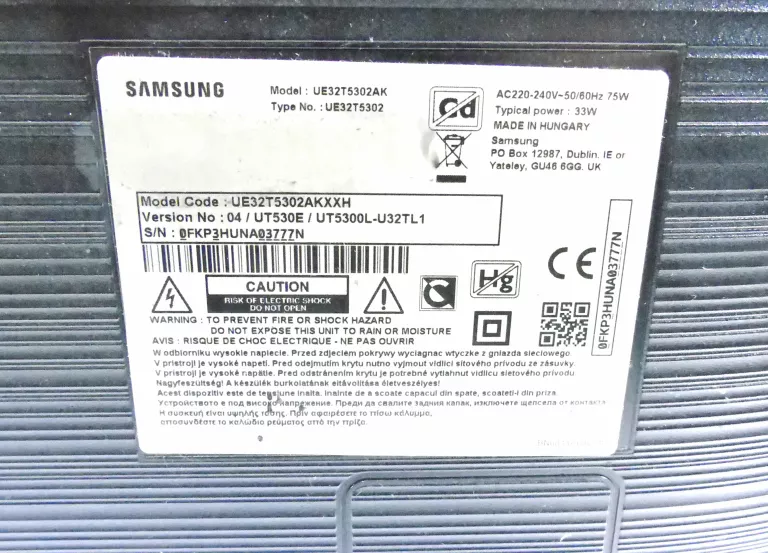 SAMSUNG
Model : UE32T5302AK
Type No. : UE32T5302
Cd
AC220-240V~50/60Hz 75W
Typical power : 33W
MADE IN HUNGARY
Samsung
PO Box 12987, Dublin. IE or
Yateley, GU46 6GG. UK
Model Code : UE32T5302AKXXH
Version No : 04 / UT530E / UT5300L-U32TL1
S/N : 0FKP3HUNA03777N
CAUTION
RISK OF ELECTRIC SHOCK
DO NOT OPEN
C
Hg
CE
0FKP3HUNA03777N
WARNING : TO PREVENT FIRE OR SHOCK HAZARD
DO NOT EXPOSE THIS UNIT TO RAIN OR MOISTURE
AVIS : RISQUE DE CHOC ELECTRIQUE - NE PAS OUVRIR
W odbiorniku wysokie napiecie. Przed zdjeciem pokrywy wyciagnac wtyczke z gniazda sieciowego.
V prístroji je vysoké napetí. Pred odejmutím krytu nutno vyjmout vidlici sítového prívodu ze zásuvky.
V prístroji je vysoké napätie. Pred odstránením krytu je potrebné vytiahnut vidlicu sietového prívodu
Nagyfeszültség! A készülék burkolatának eltávolítása életveszélyes!
Acest dispozitiv este de tensiune inalta. Inainte de a scoate capacul din spate, scoateti-l din priza
Устройството е под високо напрежение. Преди да свалите задния капак, изключете щепсела от контакта
Η συσκευή είναι υψηλής τάσης. Πριν αφαιρέσετε το πίσω κάλυμμα,
αποσυνδέστε το καλώδιο ρεύματος από την πρίζα.